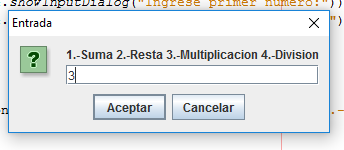 .showInputDialog("Ingrese primer numero:"))
Entrada
1.-Suma 2.-Resta 3.-Multiplicacion 4.-Division
3
Aceptar Cancelar